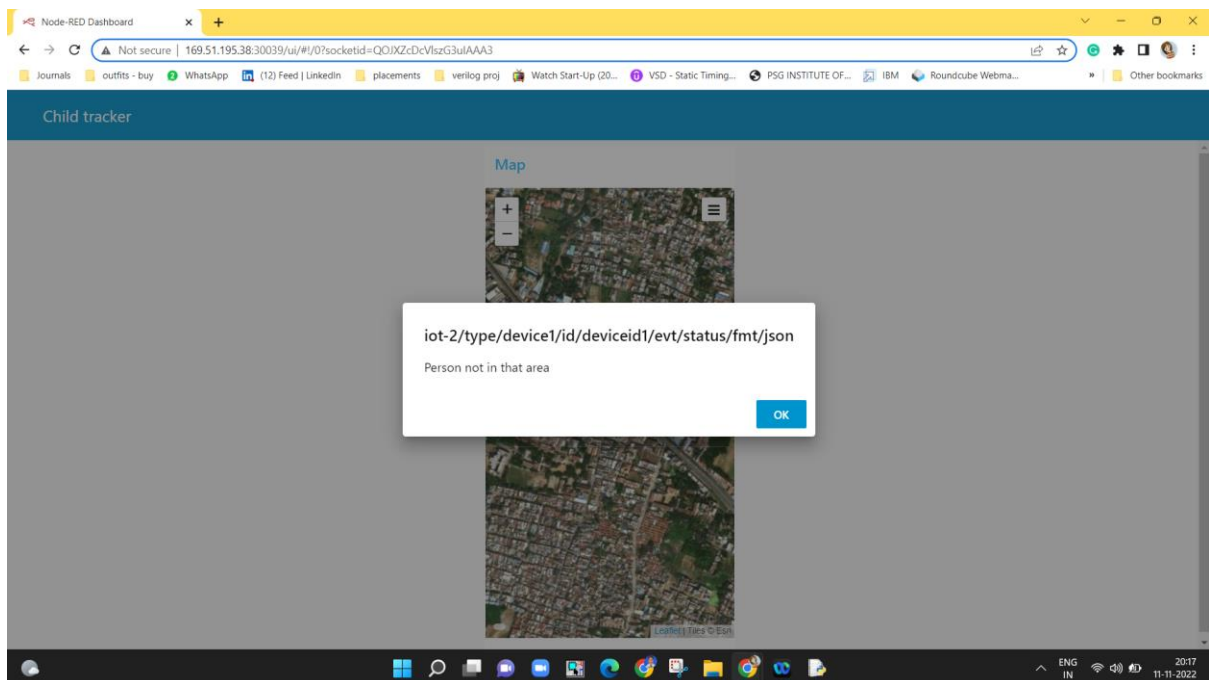 Node-RED Dashboard
Not secure | 169.51.195.38:30039/ui/#!/0?socketid=QOJXZcDcVlszG3ulAAA3
Journals outfits - buy WhatsApp (12) Feed | LinkedIn placements verilog proj Watch Start-Up (20... VSD - Static Timing... PSG INSTITUTE OF... IBM Roundcube Webma... » Other bookmarks
Child tracker
Map
+
−
iot-2/type/device1/id/deviceid1/evt/status/fmt/json
Person not in that area
OK
Leaflet | Tiles © Esri
ENG
IN
20:17
11-11-2022